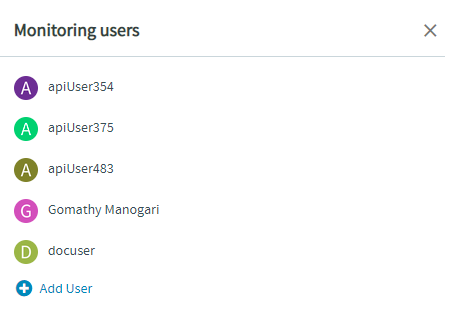 Monitoring users
A apiUser354
A apiUser375
A apiUser483
G Gomathy Manogari
D docuser
Add User